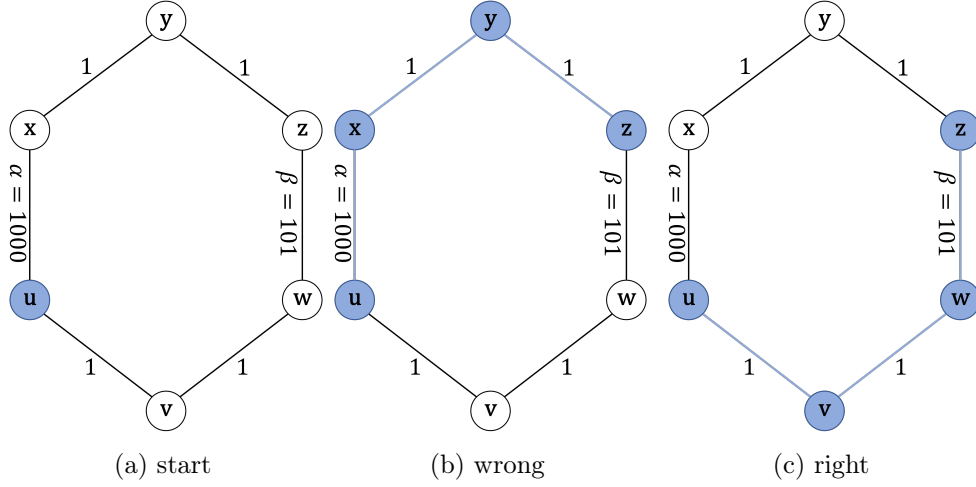 y
1
1
x
z
α = 1000
β = 101
u
w
1
1
v
(a) start
y
1
1
x
z
α = 1000
β = 101
u
w
1
1
v
(b) wrong
y
1
1
x
z
α = 1000
β = 101
u
w
1
1
v
(c) right